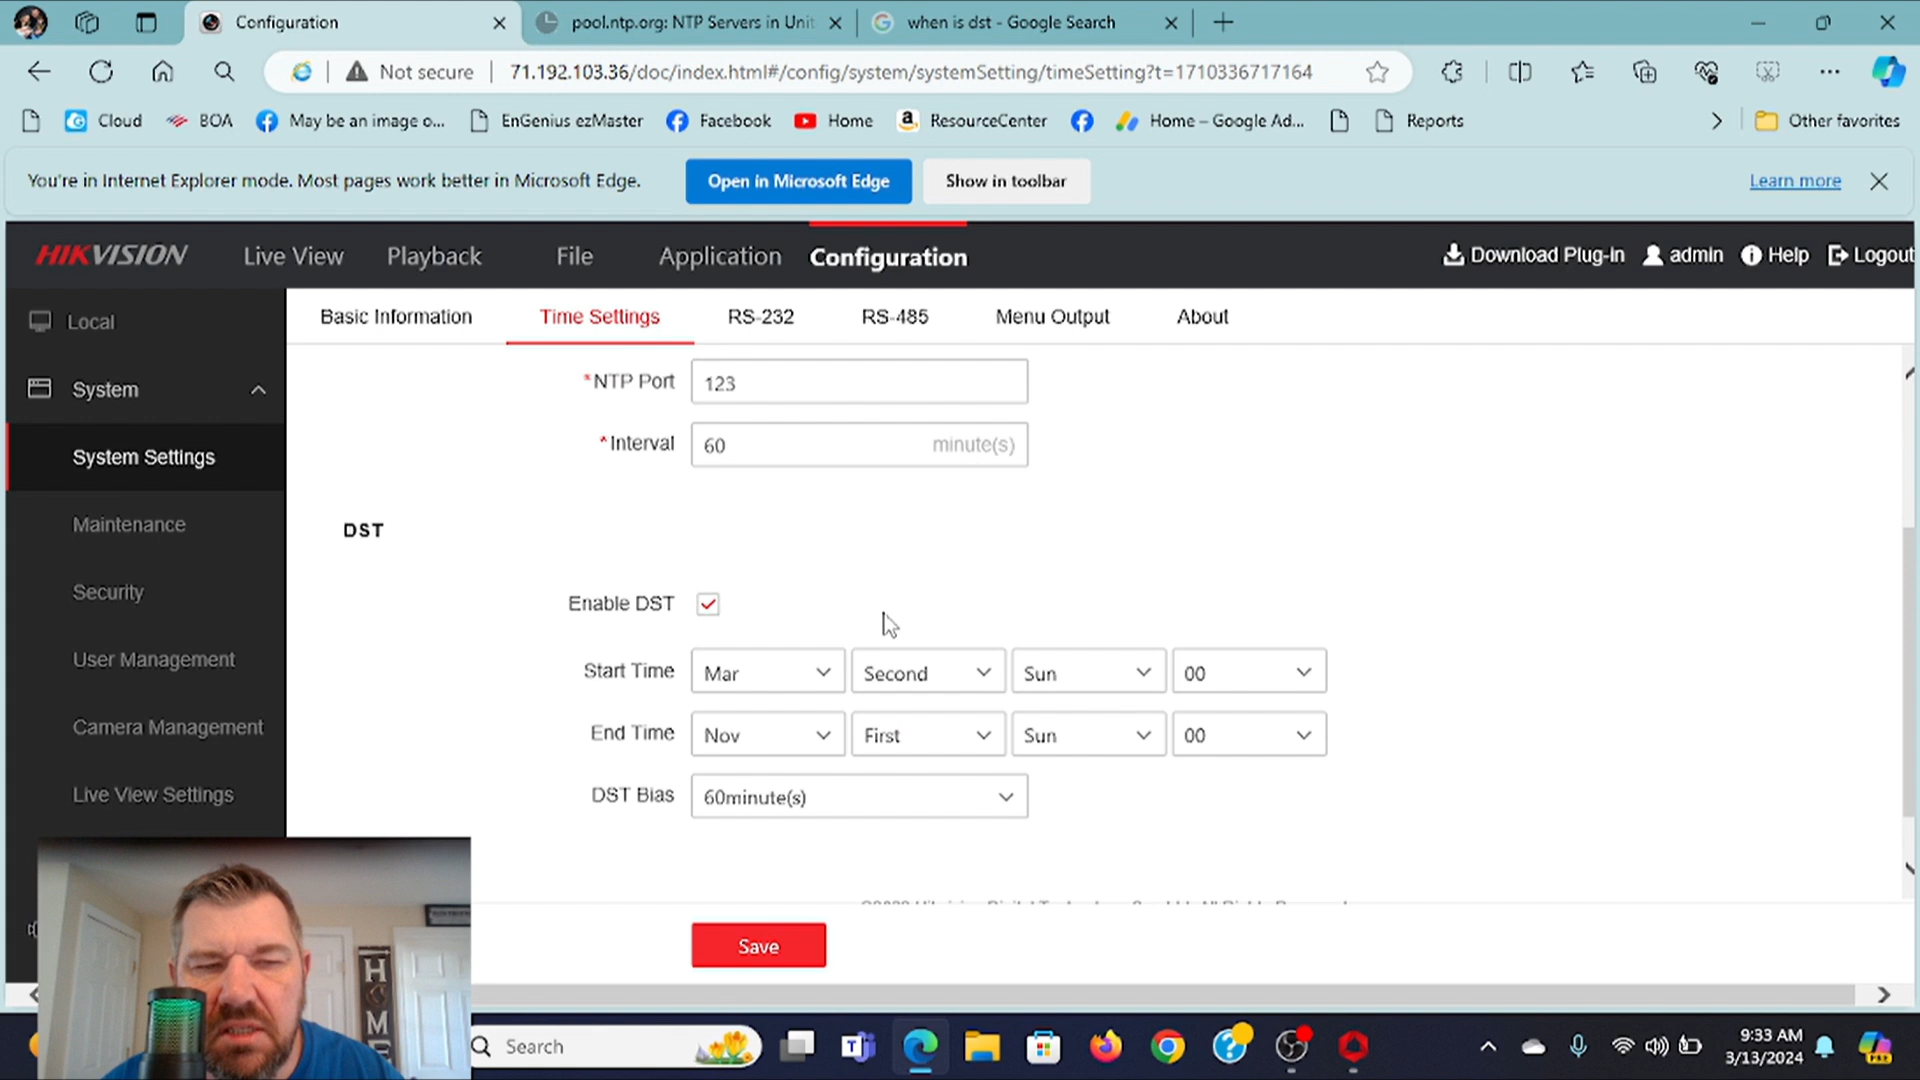 Configuration
pool.ntp.org: NTP Servers in Unit
when is dst - Google Search
Not secure
71.192.103.36/doc/index.html#/config/system/systemSetting/timeSetting?t=1710336717164
Cloud
BOA
May be an image o...
EnGenius ezMaster
Facebook
Home
ResourceCenter
Home – Google Ad...
Reports
Other favorites
You're in Internet Explorer mode. Most pages work better in Microsoft Edge.
Open in Microsoft Edge
Show in toolbar
Learn more
HIKVISION
Live View
Playback
File
Application
Configuration
Download Plug-in
admin
Help
Logout
Local
System
System Settings
Maintenance
Security
User Management
Camera Management
Live View Settings
Basic Information
Time Settings
RS-232
RS-485
Menu Output
About
*NTP Port 123
*Interval 60 minute(s)
DST
Enable DST
Start Time Mar Second Sun 00
End Time Nov First Sun 00
DST Bias 60minute(s)
Save
Search
9:33 AM
3/13/2024